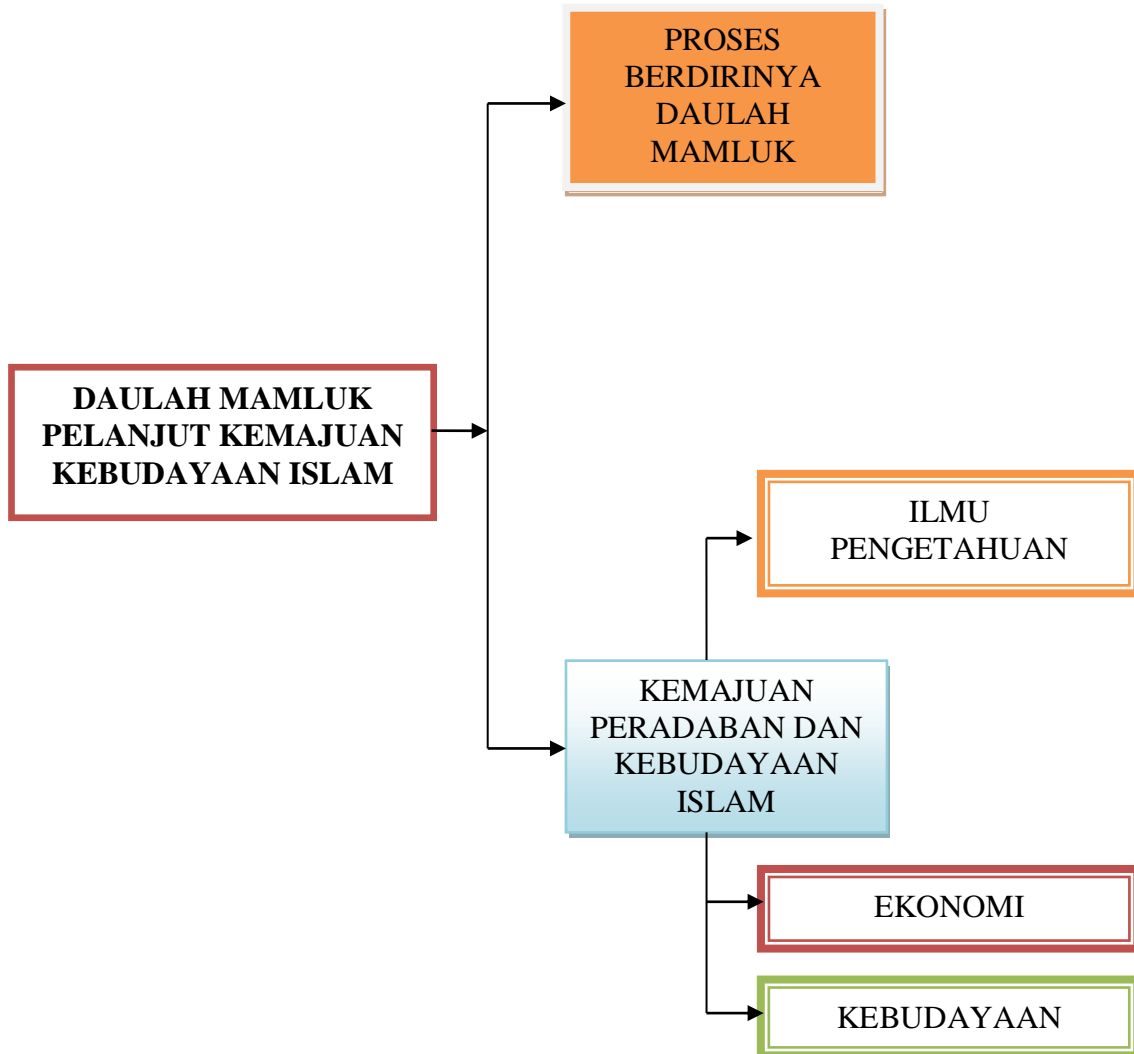 PROSES
BERDIRINYA
DAULAH
MAMLUK
DAULAH MAMLUK
PELANJUT KEMAJUAN
KEBUDAYAAN ISLAM
ILMU
PENGETAHUAN
KEMAJUAN
PERADABAN DAN
KEBUDAYAAN
ISLAM
EKONOMI
KEBUDAYAAN